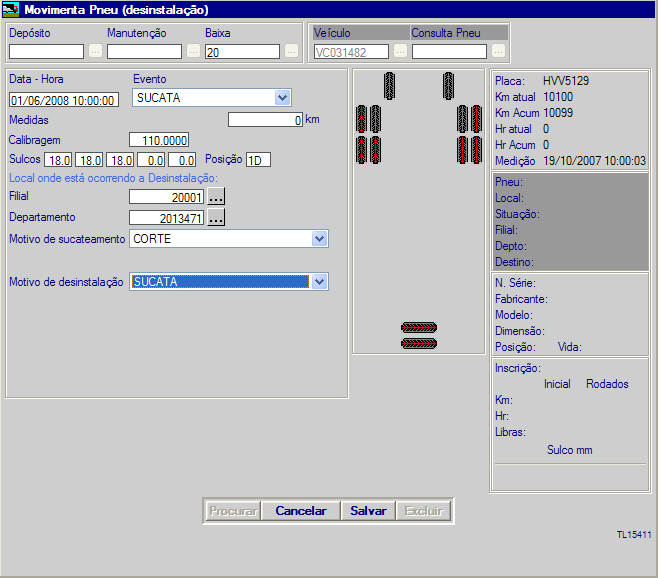 Movimenta Pneu (desinstalação)
Depósito Manutenção Baixa Veículo Consulta Pneu
... ... 20 ... VC031482 ... ...
Data - Hora Evento
01/06/2008 10:00:00 SUCATA
Medidas 0 km
Calibragem 110.0000
Sulcos 18.0 18.0 18.0 0.0 0.0 Posição 1D
Local onde está ocorrendo a Desinstalação:
Filial 20001 ...
Departamento 2013471 ...
Motivo de sucateamento CORTE
Motivo de desinstalação SUCATA
Placa: HVV5129
Km atual 10100
Km Acum 10099
Hr atual 0
Hr Acum 0
Medição 19/10/2007 10:00:03
Pneu:
Local:
Situação:
Filial:
Depto:
Destino:
N. Série:
Fabricante:
Modelo:
Dimensão:
Posição: Vida:
Inscrição:
Inicial Rodados
Km:
Hr:
Libras:
Sulco mm
Procurar Cancelar Salvar Excluir
TL15411